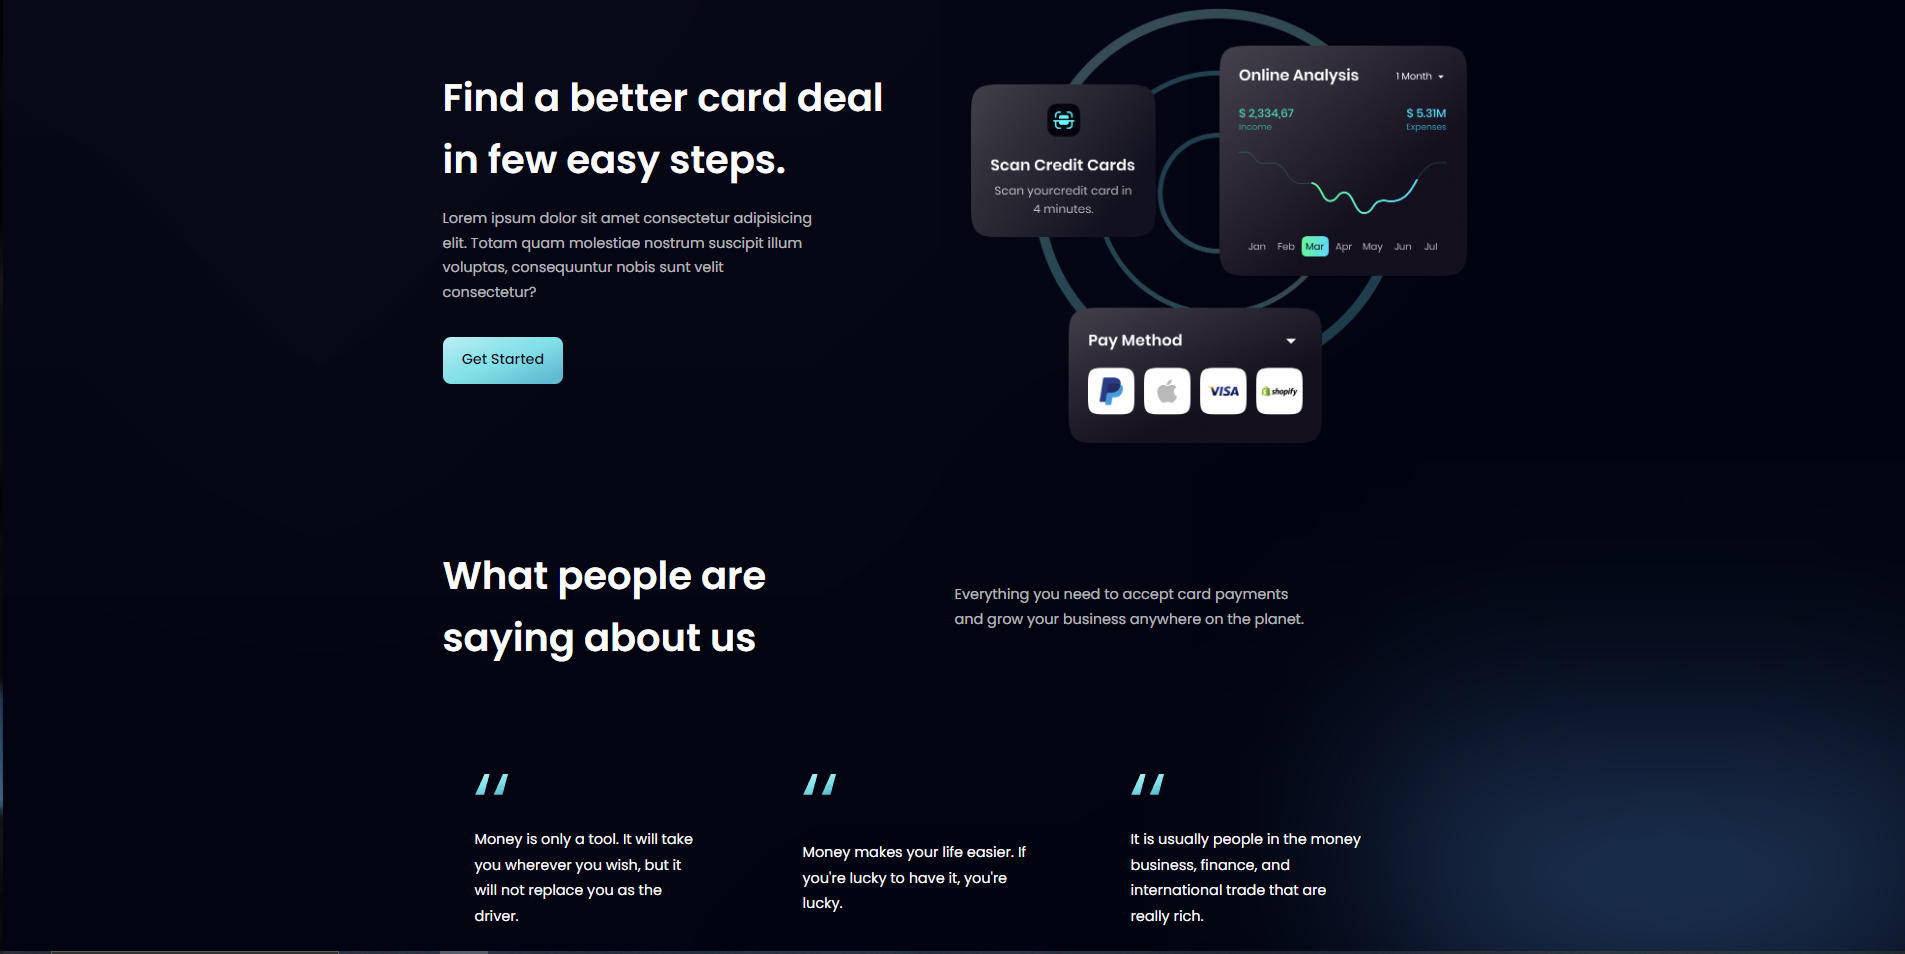 Find a better card deal
in few easy steps.
Lorem ipsum dolor sit amet consectetur adipisicing
elit. Totam quam molestiae nostrum suscipit illum
voluptas, consequuntur nobis sunt velit
consectetur?
Get Started
Scan Credit Cards
Scan yourcredit card in
4 minutes.
Online Analysis
1 Month
$ 2,334,67
$ 5.31M
Income
Expenses
Jan Feb Mar Apr May Jun Jul
Pay Method
VISA
shopify
What people are
saying about us
Everything you need to accept card payments
and grow your business anywhere on the planet.
Money is only a tool. It will take
you wherever you wish, but it
will not replace you as the
driver.
Money makes your life easier. If
you're lucky to have it, you're
lucky.
It is usually people in the money
business, finance, and
international trade that are
really rich.